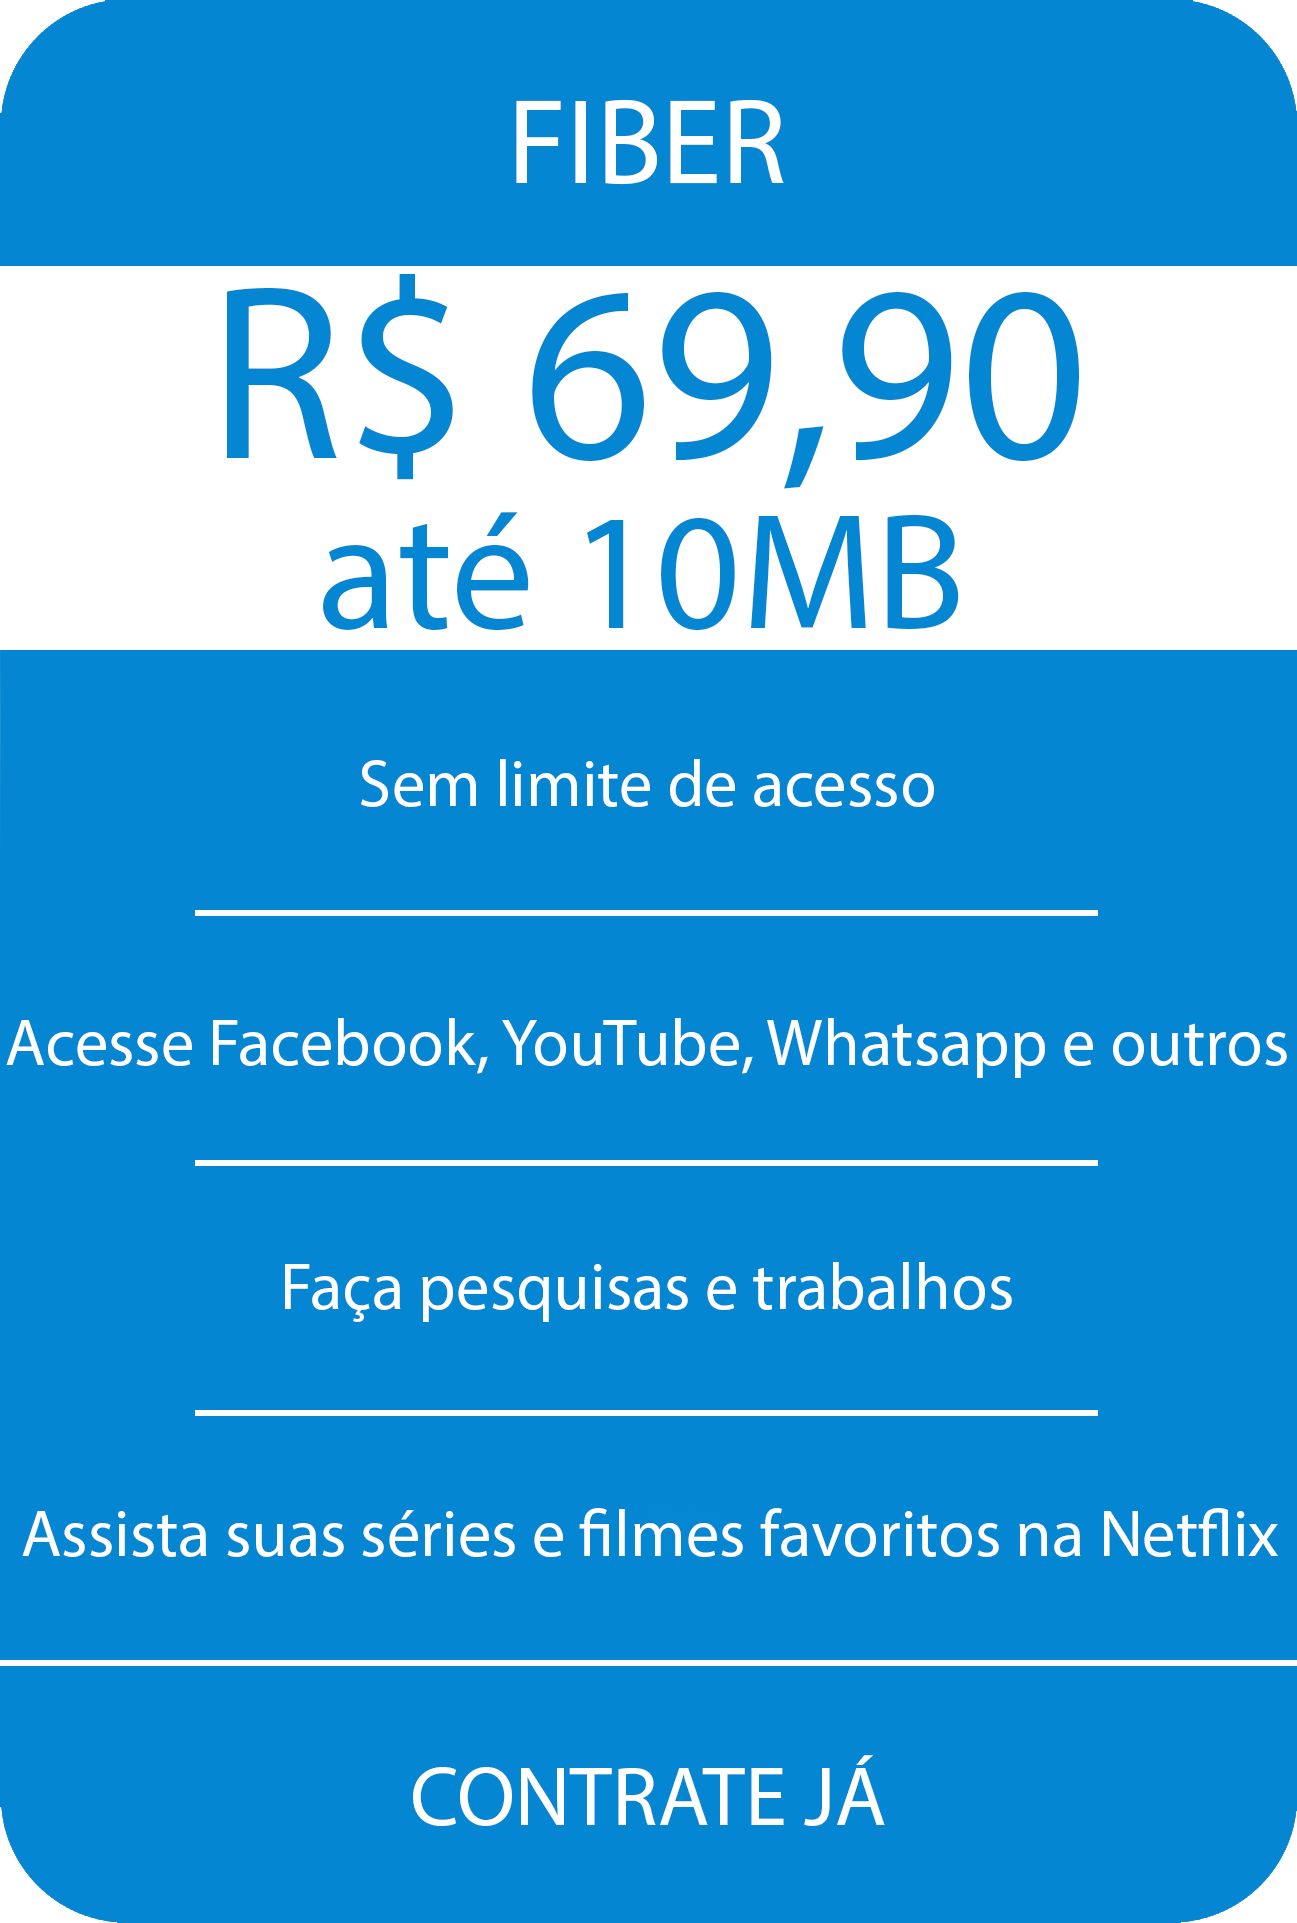 FIBER
R$ 69,90
até 10MB
Sem limite de acesso
Acesse Facebook, YouTube, Whatsapp e outros
Faça pesquisas e trabalhos
Assista suas séries e filmes favoritos na Netflix
CONTRATE JÁ